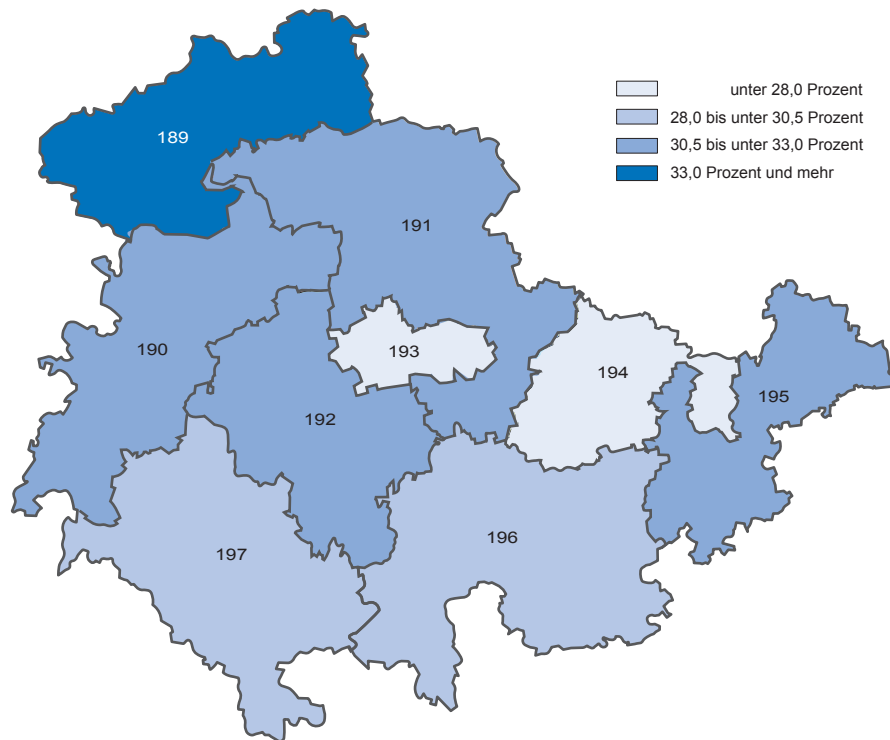 unter 28,0 Prozent
28,0 bis unter 30,5 Prozent
30,5 bis unter 33,0 Prozent
33,0 Prozent und mehr
189
191
190
193
194
195
192
196
197